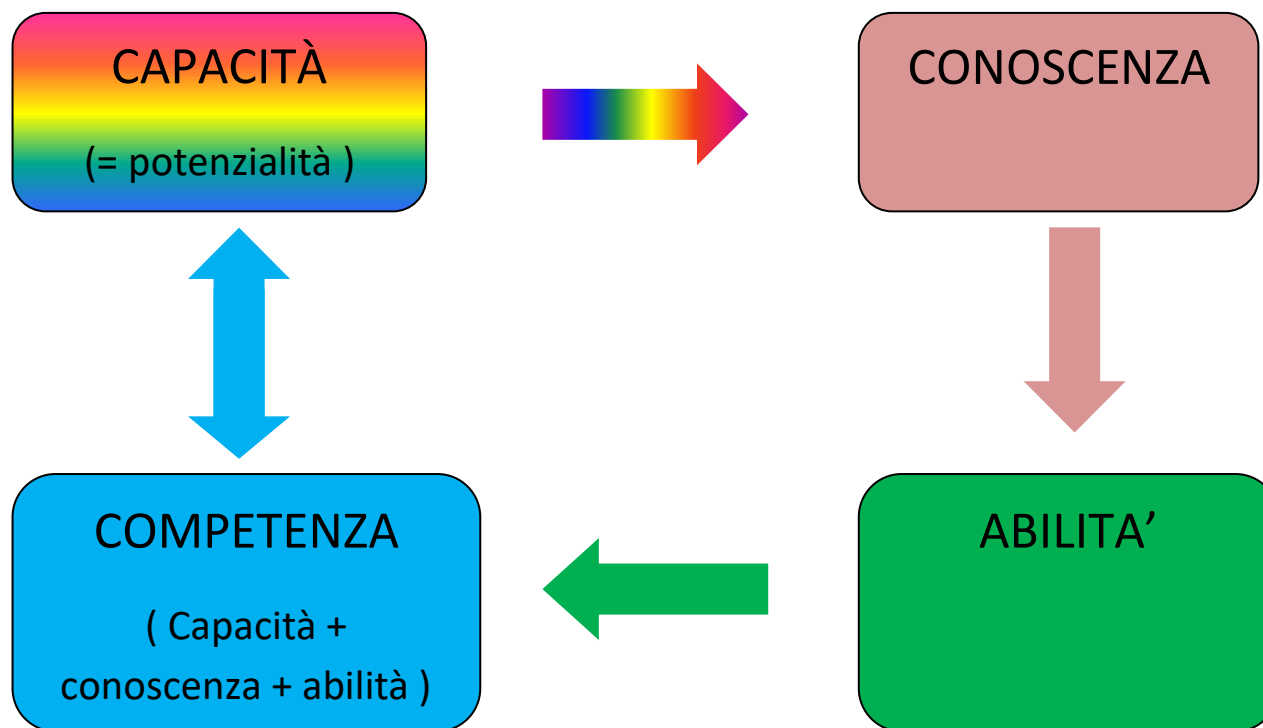 CAPACITÀ
(= potenzialità )
CONOSCENZA
COMPETENZA
( Capacità +
conoscenza + abilità )
ABILITA’